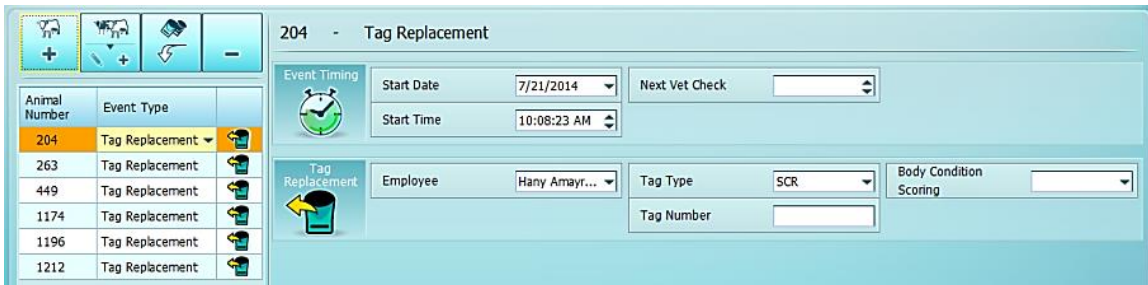 204 - Tag Replacement
Animal Number
Event Type
204 Tag Replacement
263 Tag Replacement
449 Tag Replacement
1174 Tag Replacement
1196 Tag Replacement
1212 Tag Replacement
Event Timing
Start Date 7/21/2014
Next Vet Check
Start Time 10:08:23 AM
Tag Replacement
Employee Hany Amayr...
Tag Type SCR
Body Condition Scoring
Tag Number